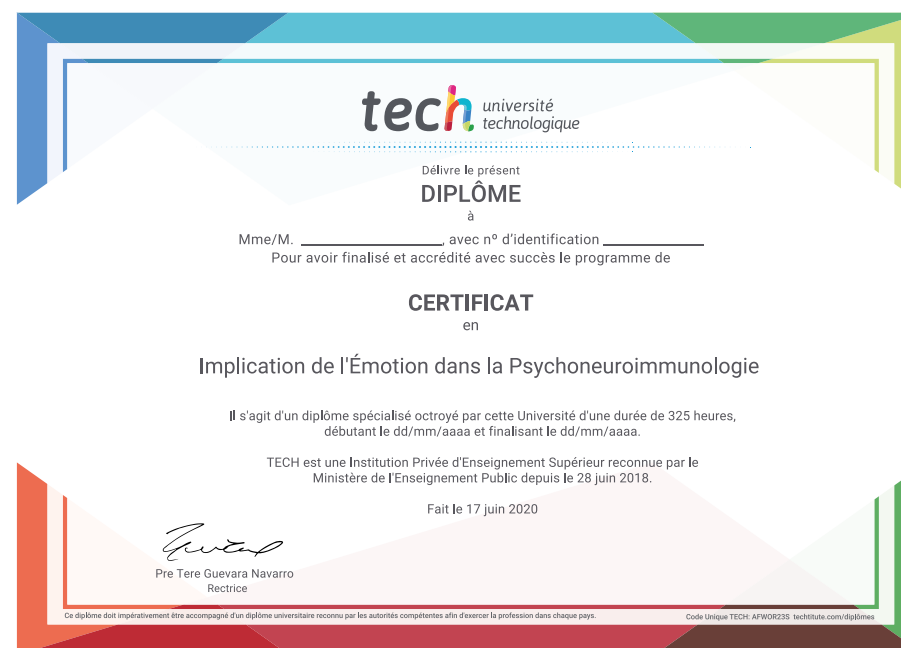 tech université
technologique
Délivre le présent
DIPLÔME
à
Mme/M. ____________________, avec nº d'identification ______________
Pour avoir finalisé et accrédité avec succès le programme de
CERTIFICAT
en
Implication de l'Émotion dans la Psychoneuroimmunologie
Il s'agit d'un diplôme spécialisé octroyé par cette Université d'une durée de 325 heures,
débutant le dd/mm/aaaa et finalisant le dd/mm/aaaa.
TECH est une Institution Privée d'Enseignement Supérieur reconnue par le
Ministère de l'Enseignement Public depuis le 28 juin 2018.
Fait le 17 juin 2020
Pre Tere Guevara Navarro
Rectrice
Ce diplôme doit impérativement être accompagné d'un diplôme universitaire reconnu par les autorités compétentes afin d'exercer la profession dans chaque pays.
Code Unique TECH: AFWOR23S techtitute.com/diplômes